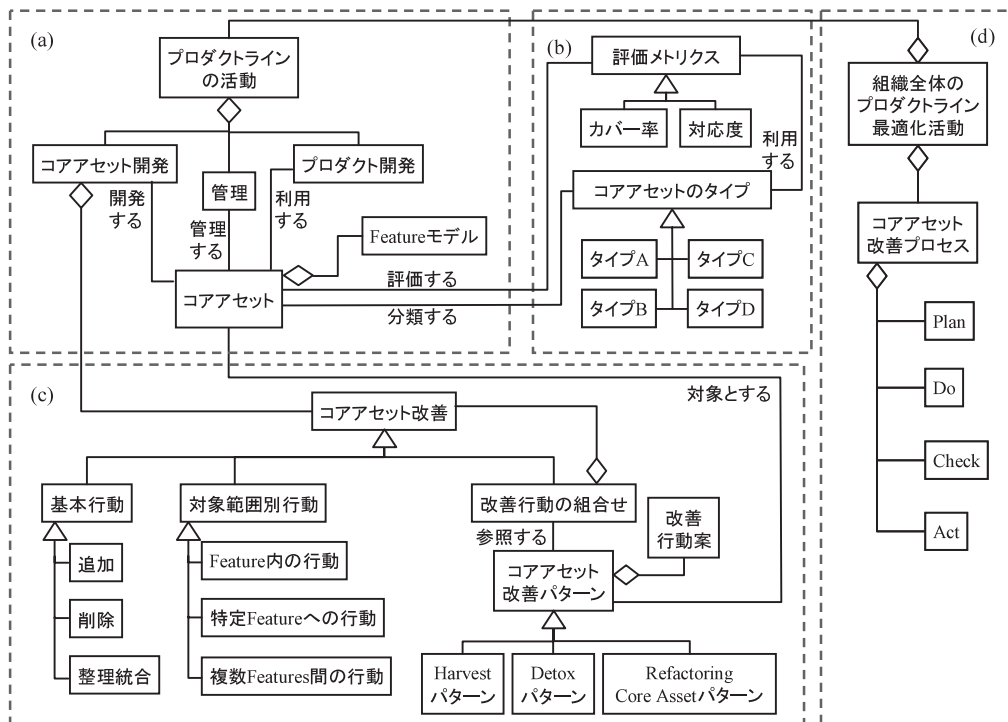 (a)
プロダクトライン
の活動
コアアセット開発
プロダクト開発
管理
開発
する
管理
する
利用
する
Featureモデル
コアアセット
評価する
分類する
(b)
評価メトリクス
カバー率
対応度
利用
する
コアアセットのタイプ
タイプA
タイプC
タイプB
タイプD
(d)
組織全体の
プロダクトライン
最適化活動
コアアセット
改善プロセス
Plan
Do
Check
Act
(c)
対象とする
コアアセット改善
基本行動
追加
削除
整理統合
対象範囲別行動
Feature内の行動
特定Featureへの行動
複数Features間の行動
改善行動の組合せ
参照する
改善
行動案
コアアセット
改善パターン
Harvest
パターン
Detox
パターン
Refactoring
Core Assetパターン